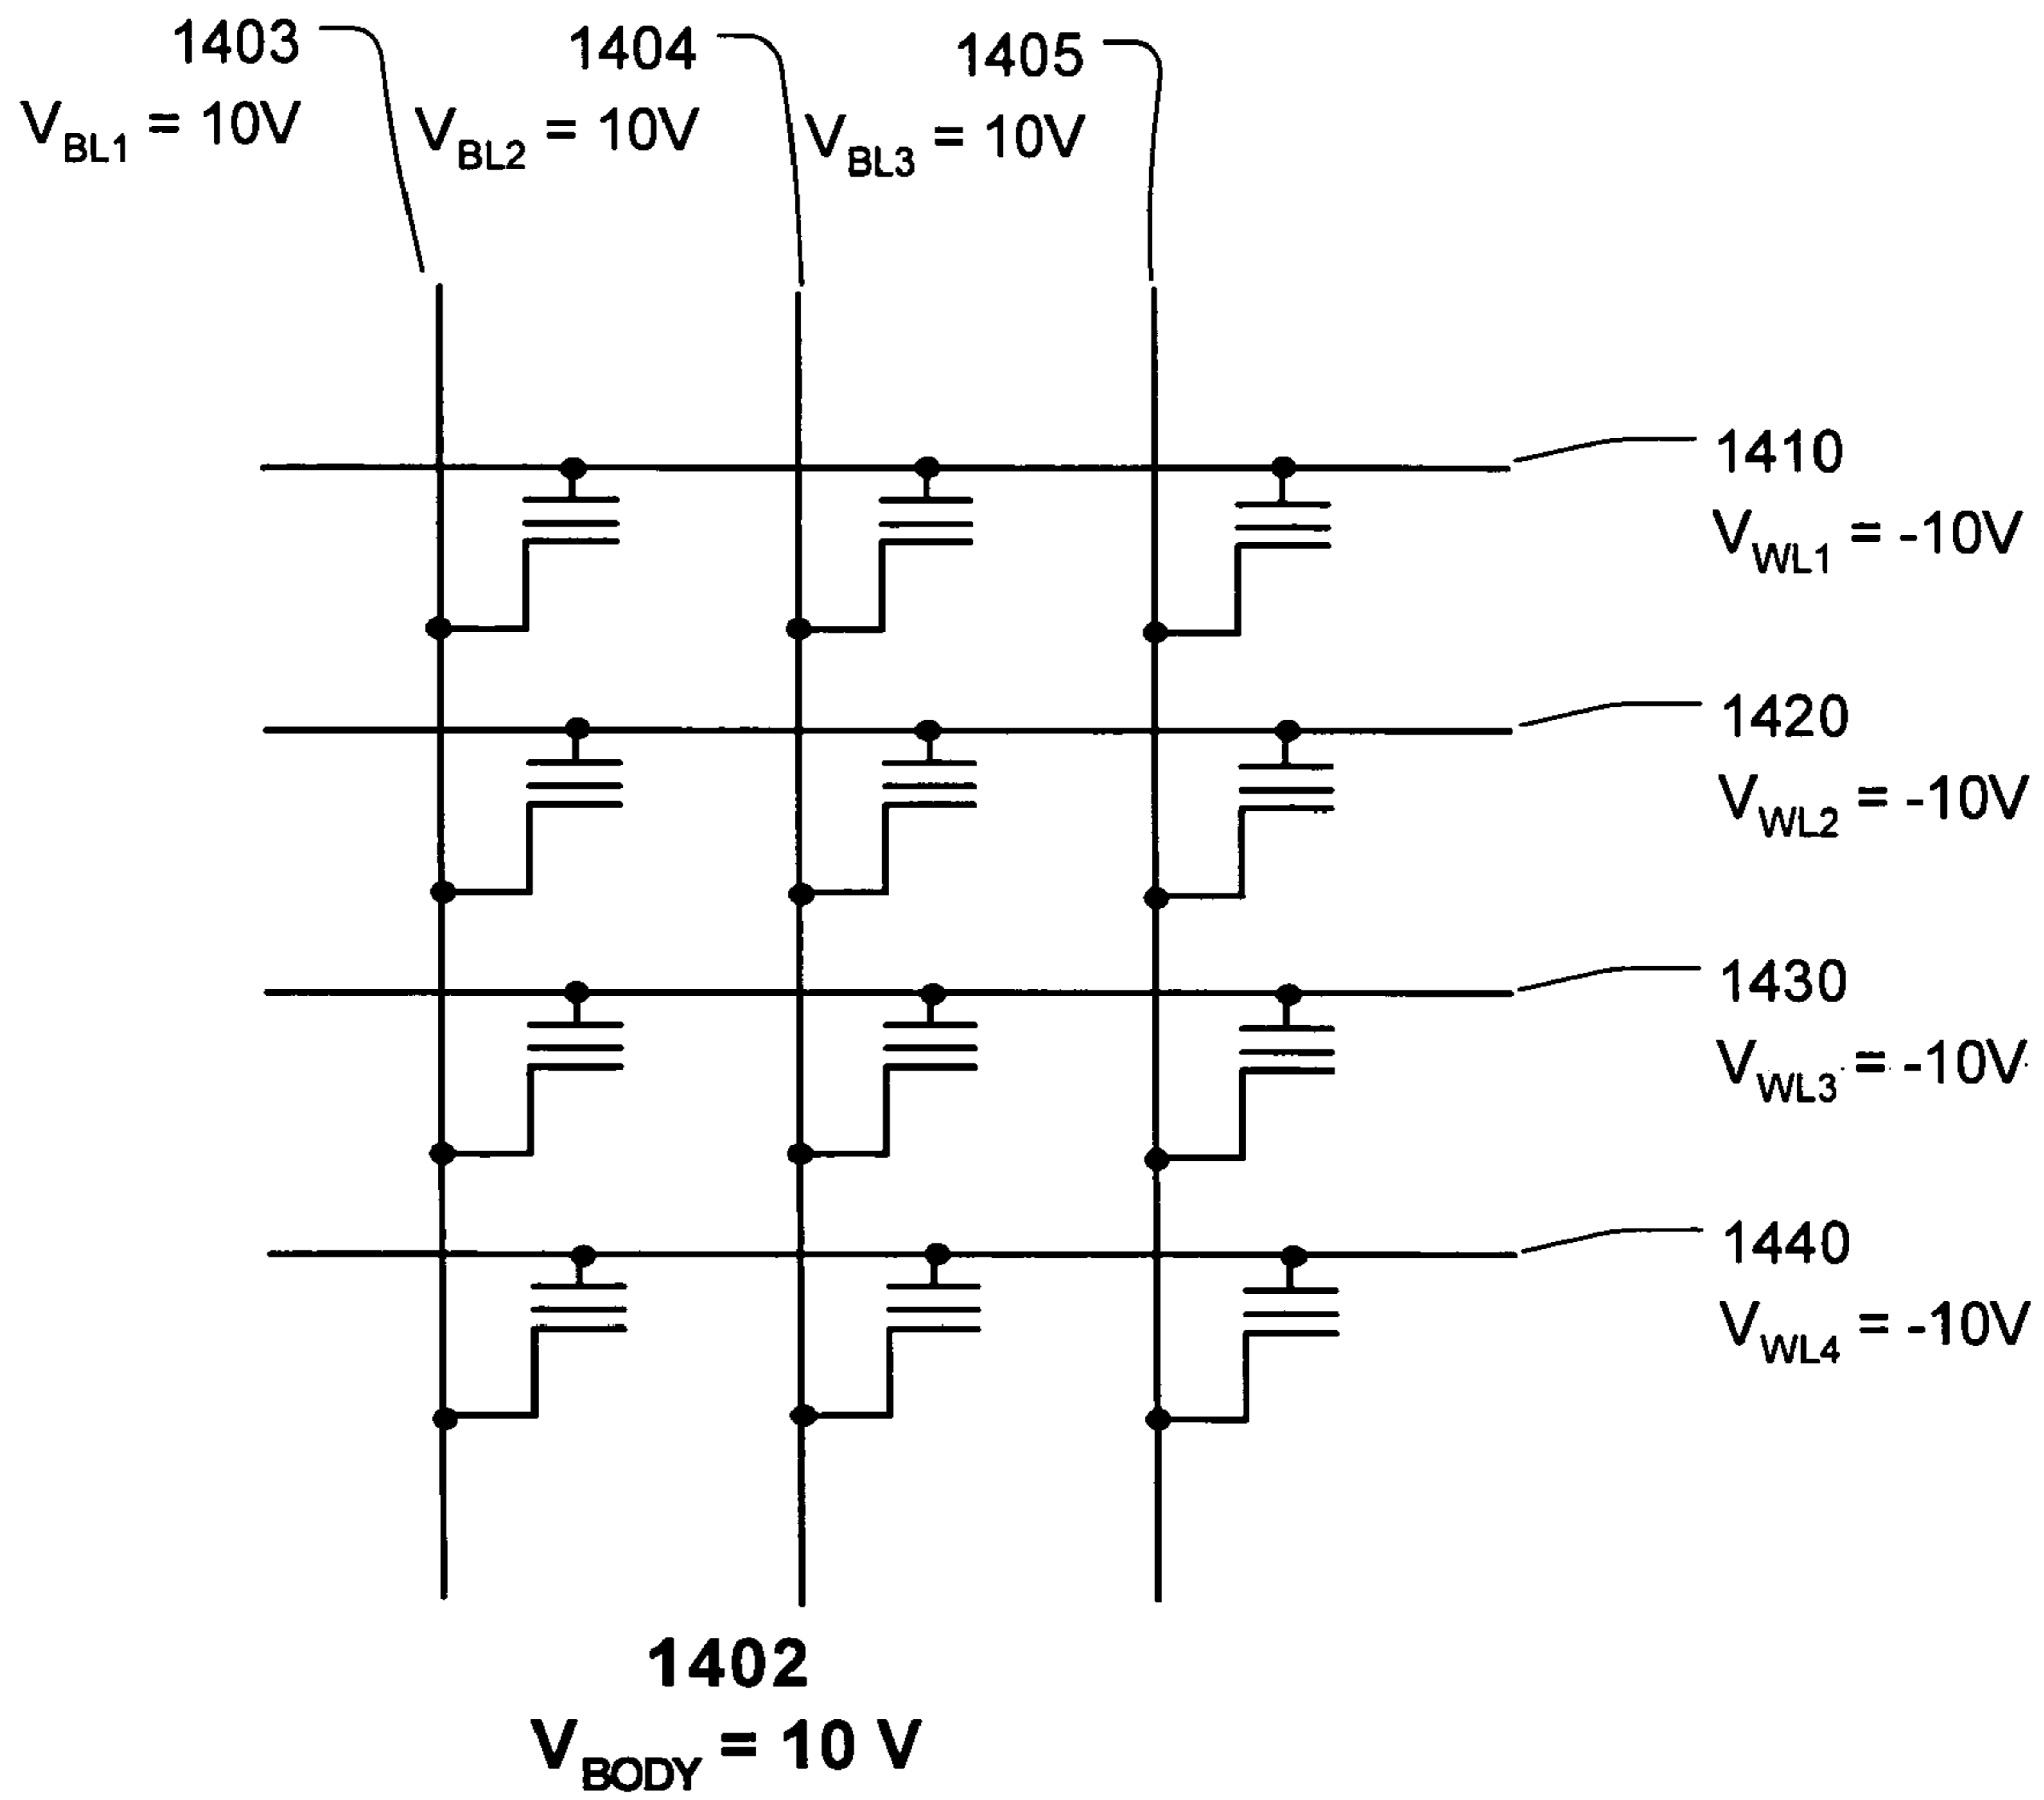 1403
V_BL1 = 10V
1404
V_BL2 = 10V
1405
V_BL3 = 10V
1410
V_WL1 = -10V
1420
V_WL2 = -10V
1430
V_WL3 = -10V
1440
V_WL4 = -10V
1402
V_BODY = 10 V